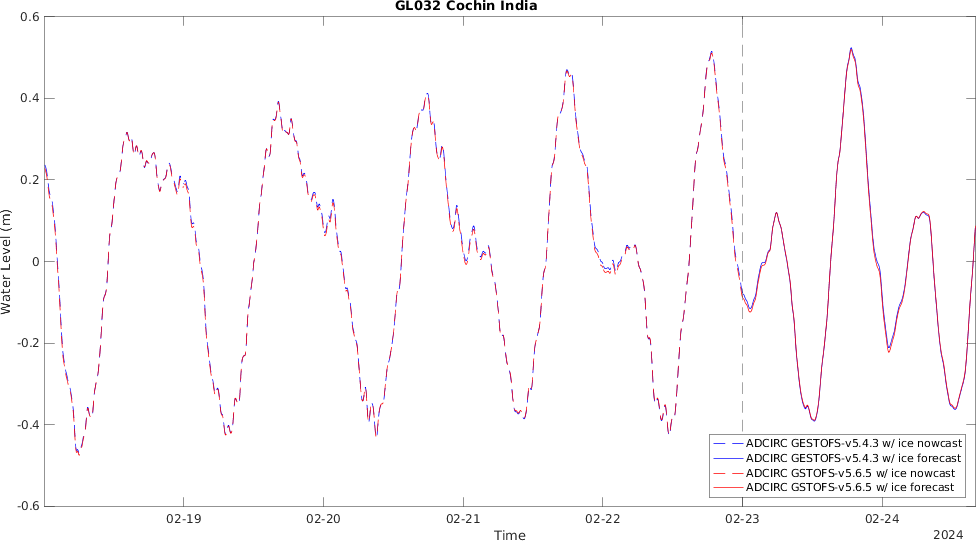 GL032 Cochin India
0.6
0.4
0.2
0
-0.2
-0.4
-0.6
Water Level (m)
02-19 02-20 02-21 02-22 02-23 02-24
Time
2024
ADCIRC GESTOFS-v5.4.3 w/ ice nowcast
ADCIRC GESTOFS-v5.4.3 w/ ice forecast
ADCIRC GSTOFS-v5.6.5 w/ ice nowcast
ADCIRC GSTOFS-v5.6.5 w/ ice forecast